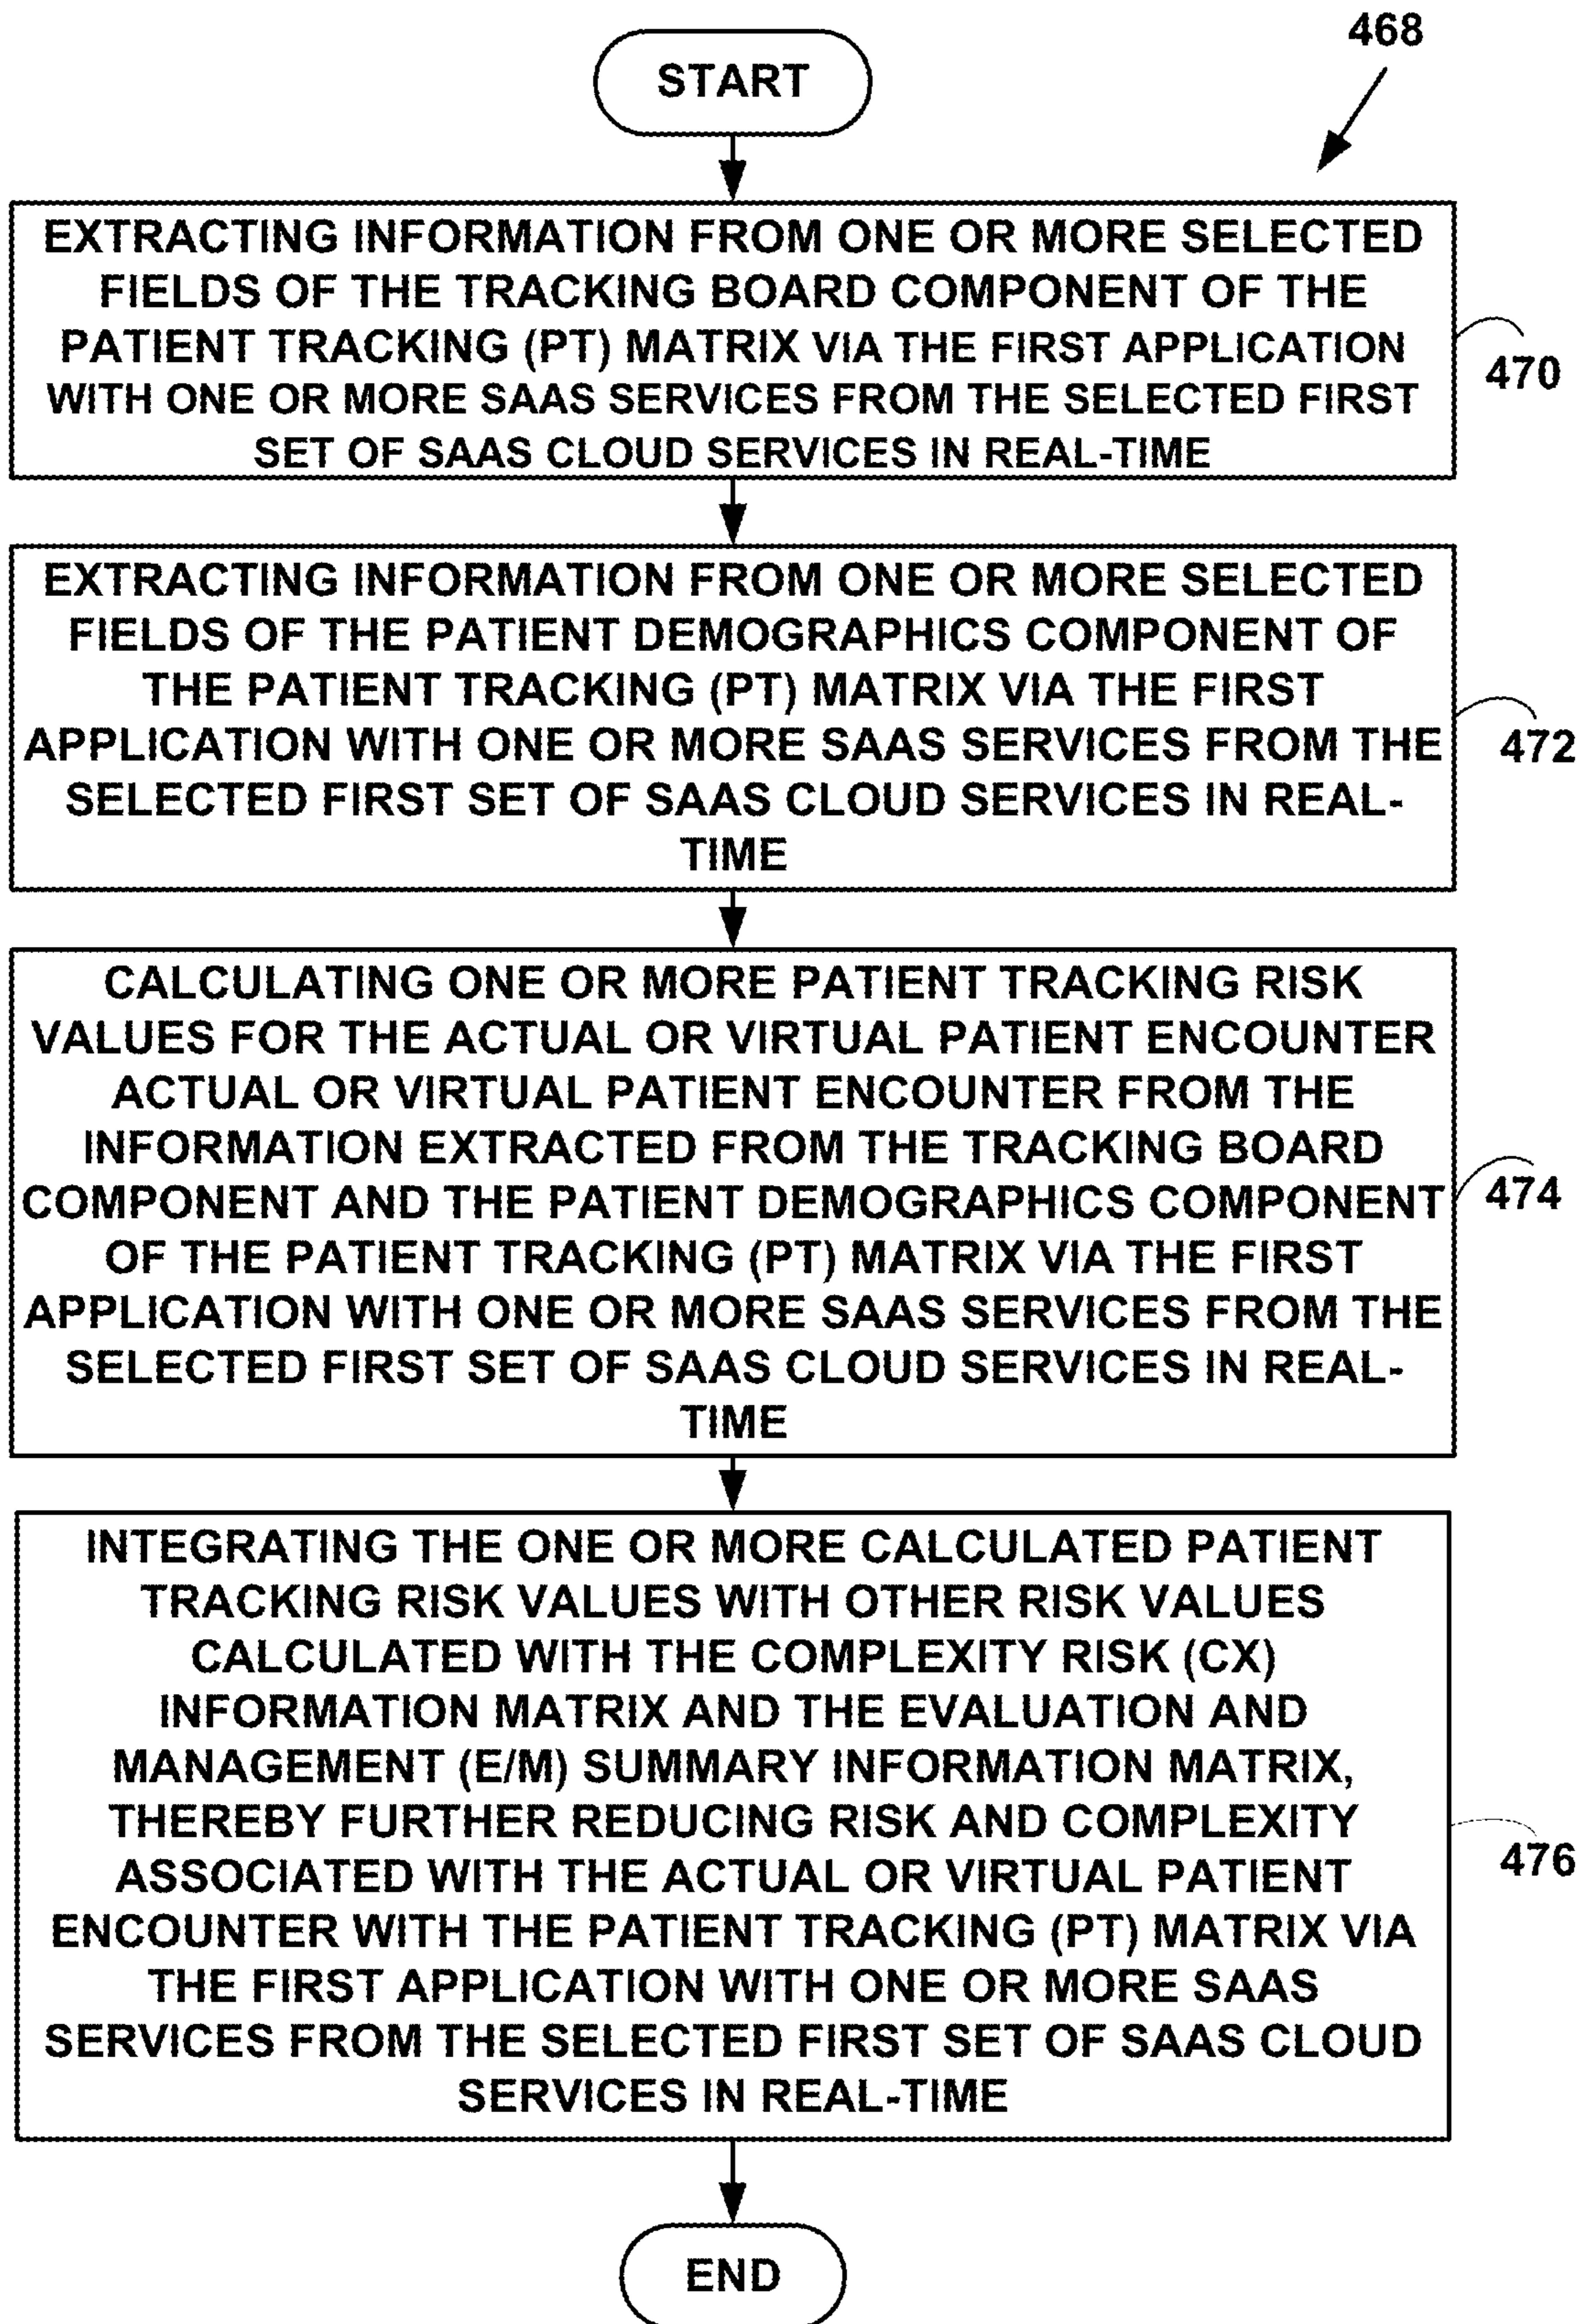 468
START
EXTRACTING INFORMATION FROM ONE OR MORE SELECTED
FIELDS OF THE TRACKING BOARD COMPONENT OF THE
PATIENT TRACKING (PT) MATRIX VIA THE FIRST APPLICATION
WITH ONE OR MORE SAAS SERVICES FROM THE SELECTED FIRST
SET OF SAAS CLOUD SERVICES IN REAL-TIME
470
EXTRACTING INFORMATION FROM ONE OR MORE SELECTED
FIELDS OF THE PATIENT DEMOGRAPHICS COMPONENT OF
THE PATIENT TRACKING (PT) MATRIX VIA THE FIRST
APPLICATION WITH ONE OR MORE SAAS SERVICES FROM THE
SELECTED FIRST SET OF SAAS CLOUD SERVICES IN REAL-
TIME
472
CALCULATING ONE OR MORE PATIENT TRACKING RISK
VALUES FOR THE ACTUAL OR VIRTUAL PATIENT ENCOUNTER
ACTUAL OR VIRTUAL PATIENT ENCOUNTER FROM THE
INFORMATION EXTRACTED FROM THE TRACKING BOARD
COMPONENT AND THE PATIENT DEMOGRAPHICS COMPONENT
OF THE PATIENT TRACKING (PT) MATRIX VIA THE FIRST
APPLICATION WITH ONE OR MORE SAAS SERVICES FROM THE
SELECTED FIRST SET OF SAAS CLOUD SERVICES IN REAL-
TIME
474
INTEGRATING THE ONE OR MORE CALCULATED PATIENT
TRACKING RISK VALUES WITH OTHER RISK VALUES
CALCULATED WITH THE COMPLEXITY RISK (CX)
INFORMATION MATRIX AND THE EVALUATION AND
MANAGEMENT (E/M) SUMMARY INFORMATION MATRIX,
THEREBY FURTHER REDUCING RISK AND COMPLEXITY
ASSOCIATED WITH THE ACTUAL OR VIRTUAL PATIENT
ENCOUNTER WITH THE PATIENT TRACKING (PT) MATRIX VIA
THE FIRST APPLICATION WITH ONE OR MORE SAAS
SERVICES FROM THE SELECTED FIRST SET OF SAAS CLOUD
SERVICES IN REAL-TIME
476
END